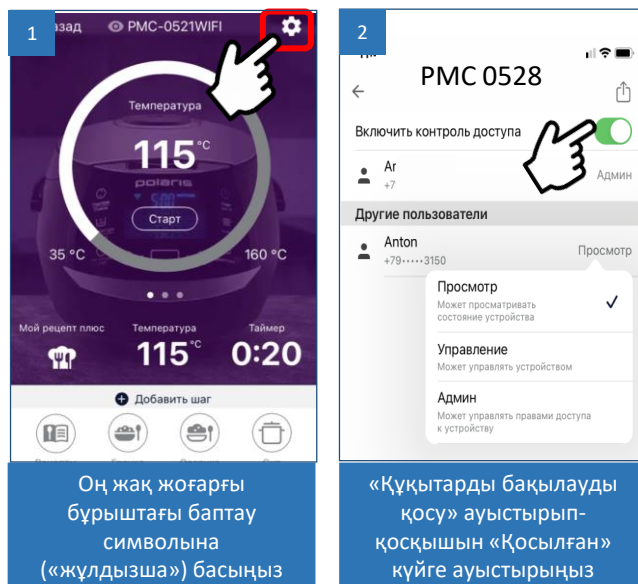 1
азад PMC-0521WIFI
Температура
115 °C
polaris
Старт
35 °C 160 °C
Мой рецепт плюс Температура Таймер
115 °C 0:20
Добавить шаг
Оң жақ жоғарғы
бұрыштағы баптау
символына
(«жұлдызша») басыңыз
2
PMC 0528
Включить контроль доступа
Ar
+7 Админ
Другие пользователи
Anton
+79·····3150 Просмотр
Просмотр
Может просматривать
состояние устройства
Управление
Может управлять устройством
Админ
Может управлять правами доступа
к устройству
«Құқытарды бақылауды
қосу» ауыстырып-
қосқышын «Қосылған»
күйге ауыстырыңыз